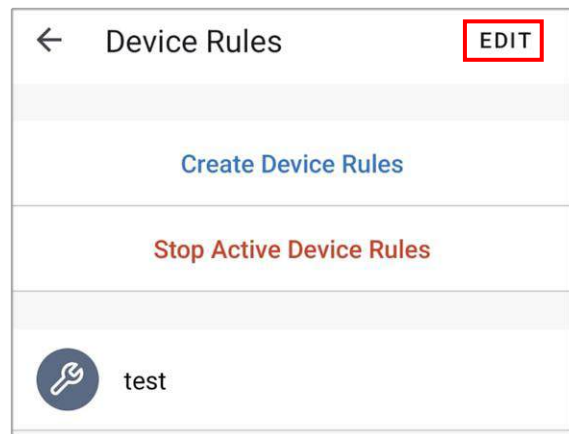 Device Rules
EDIT
Create Device Rules
Stop Active Device Rules
test